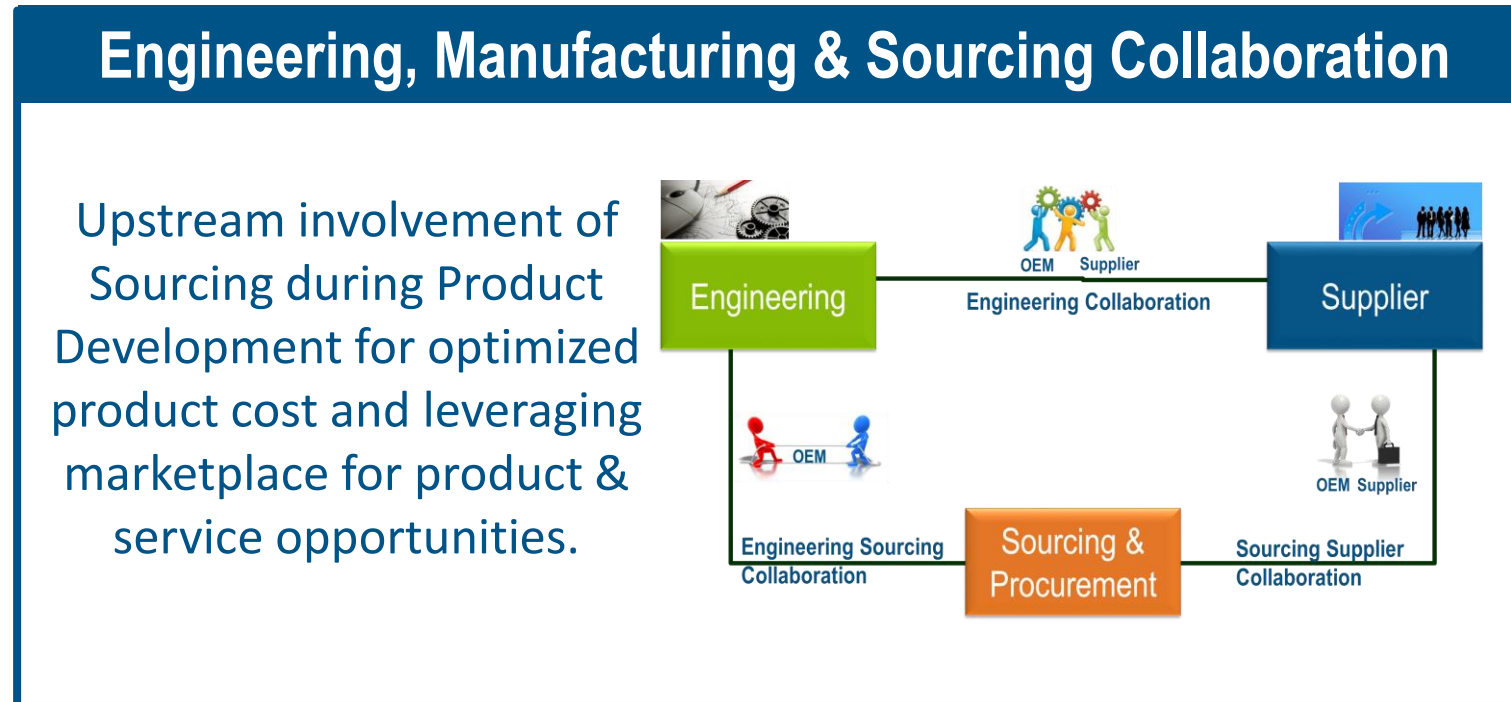 Engineering, Manufacturing & Sourcing Collaboration
Upstream involvement of
Sourcing during Product
Development for optimized
product cost and leveraging
marketplace for product &
service opportunities.
OEM Supplier
Engineering
Engineering Collaboration
Supplier
OEM
OEM Supplier
Engineering Sourcing
Collaboration
Sourcing &
Procurement
Sourcing Supplier
Collaboration